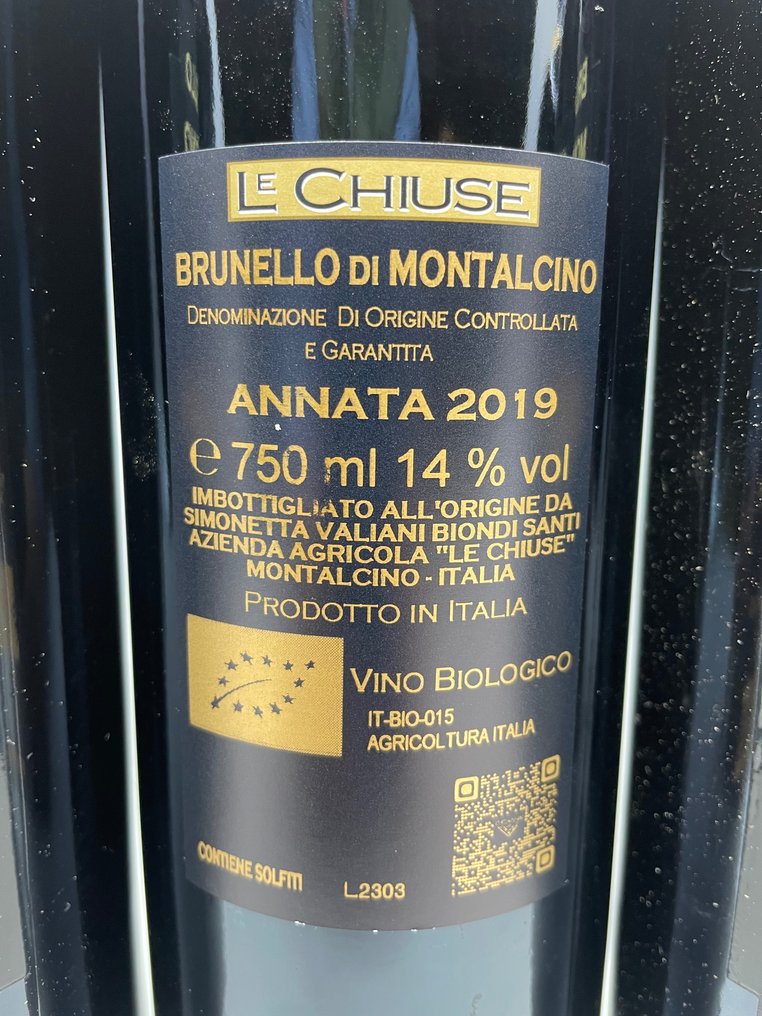 LE CHIUSE
BRUNELLO DI MONTALCINO
DENOMINAZIONE DI ORIGINE CONTROLLATA
E GARANTITA
ANNATA 2019
℮ 750 ml 14 % vol
IMBOTTIGLIATO ALL'ORIGINE DA
SIMONETTA VALIANI BIONDI SANTI
AZIENDA AGRICOLA "LE CHIUSE"
MONTALCINO - ITALIA
PRODOTTO IN ITALIA
VINO BIOLOGICO
IT-BIO-015
AGRICOLTURA ITALIA
CONTIENE SOLFITI
L2303